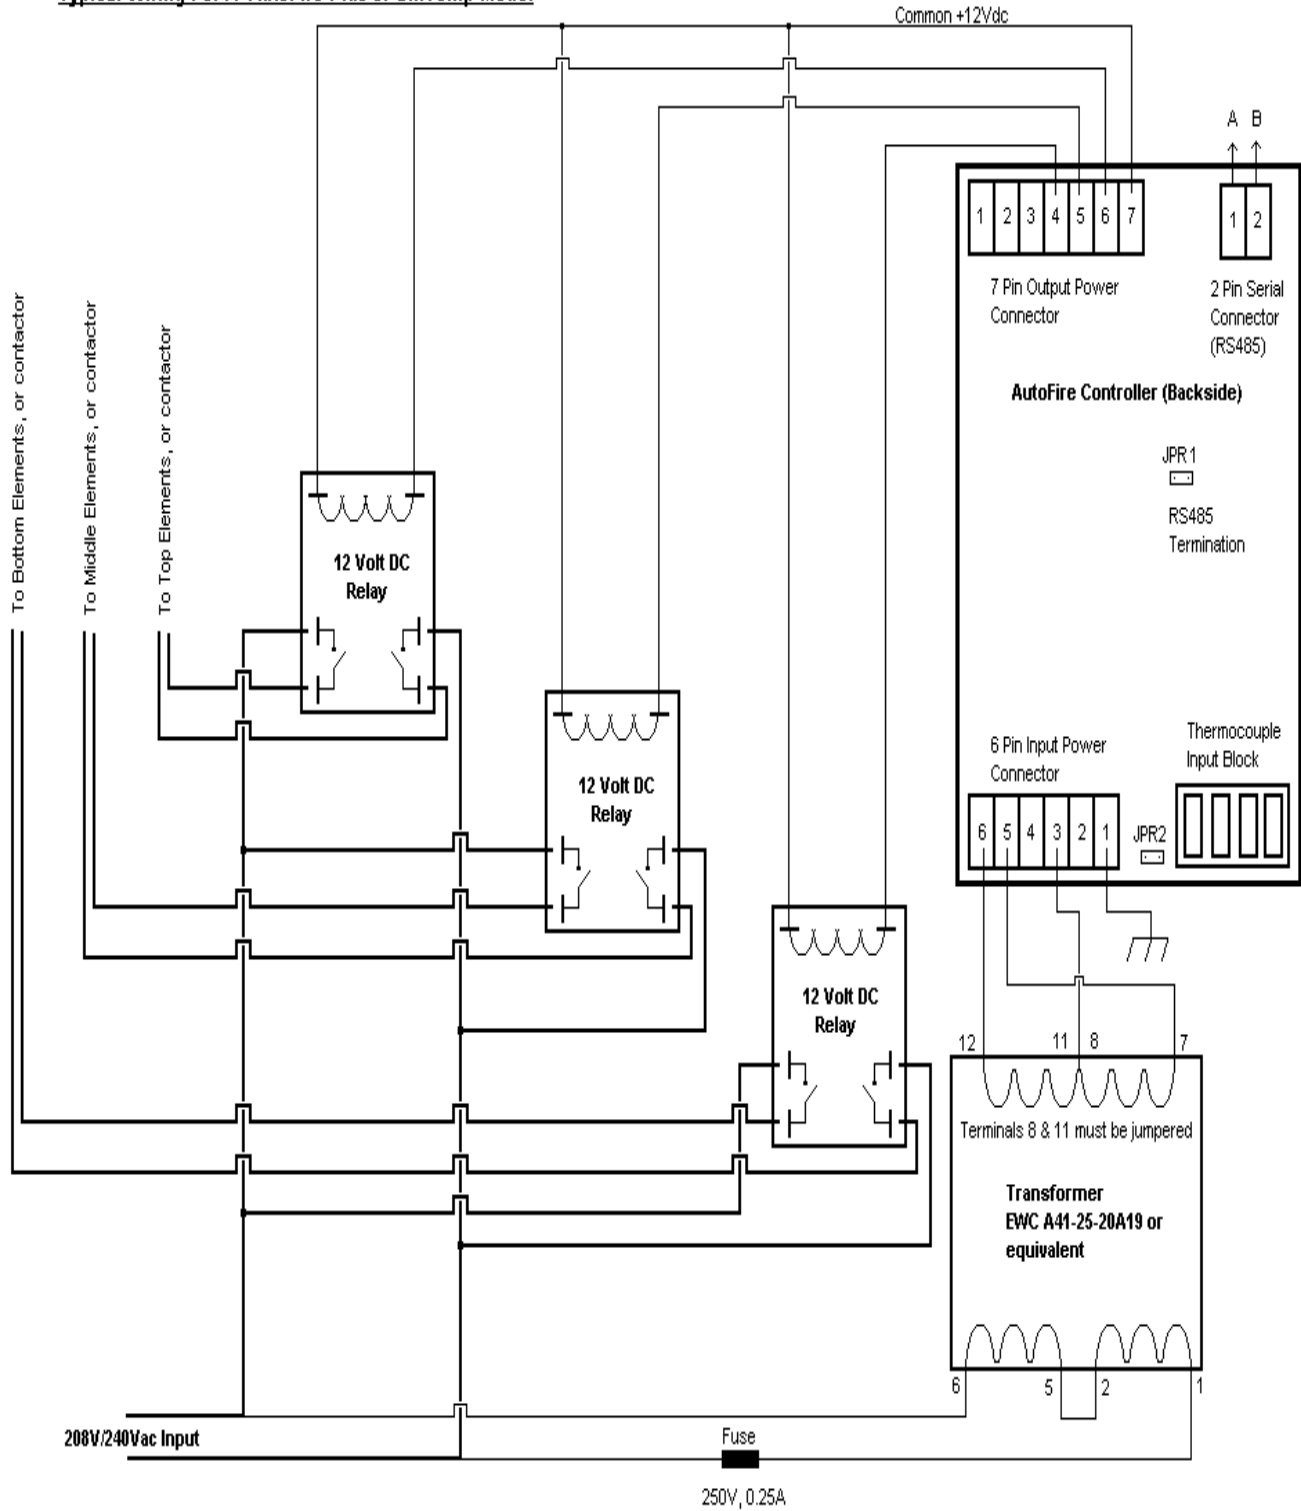 Common +12Vdc
A B
1 2 3 4 5 6 7
1 2
7 Pin Output Power
Connector
2 Pin Serial
Connector
(RS485)
AutoFire Controller (Backside)
JPR1
RS485
Termination
To Bottom Elements, or contactor
To Middle Elements, or contactor
To Top Elements, or contactor
12 Volt DC
Relay
12 Volt DC
Relay
12 Volt DC
Relay
6 Pin Input Power
Connector
Thermocouple
Input Block
6 5 4 3 2 1
JPR2
12 11 8 7
Terminals 8 & 11 must be jumpered
Transformer
EWC A41-25-20A19 or
equivalent
6 5 2 1
208V/240Vac Input
Fuse
250V, 0.25A